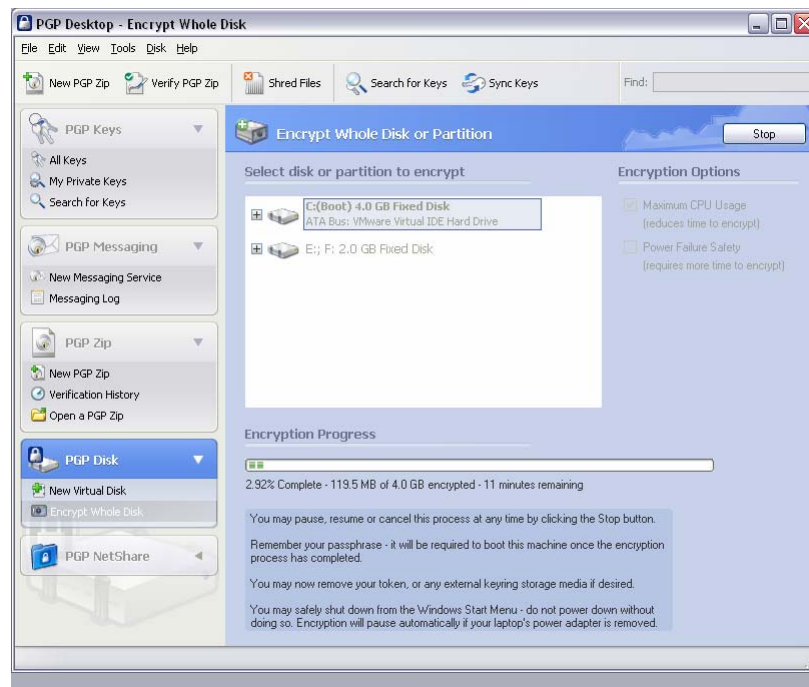 PGP Desktop - Encrypt Whole Disk
File Edit View Tools Disk Help
New PGP Zip Verify PGP Zip Shred Files Search for Keys Sync Keys Find:
PGP Keys
All Keys
My Private Keys
Search for Keys
PGP Messaging
New Messaging Service
Messaging Log
PGP Zip
New PGP Zip
Verification History
Open a PGP Zip
PGP Disk
New Virtual Disk
Encrypt Whole Disk
PGP NetShare
Encrypt Whole Disk or Partition
Stop
Select disk or partition to encrypt
C:(Boot) 4.0 GB Fixed Disk
ATA Bus: VMware Virtual IDE Hard Drive
E:; F: 2.0 GB Fixed Disk
Encryption Options
Maximum CPU Usage
(reduces time to encrypt)
Power Failure Safety
(requires more time to encrypt)
Encryption Progress
2.92% Complete - 119.5 MB of 4.0 GB encrypted - 11 minutes remaining
You may pause, resume or cancel this process at any time by clicking the Stop button.
Remember your passphrase - it will be required to boot this machine once the encryption
process has completed.
You may now remove your token, or any external keyring storage media if desired.
You may safely shut down from the Windows Start Menu - do not power down without
doing so. Encryption will pause automatically if your laptop's power adapter is removed.